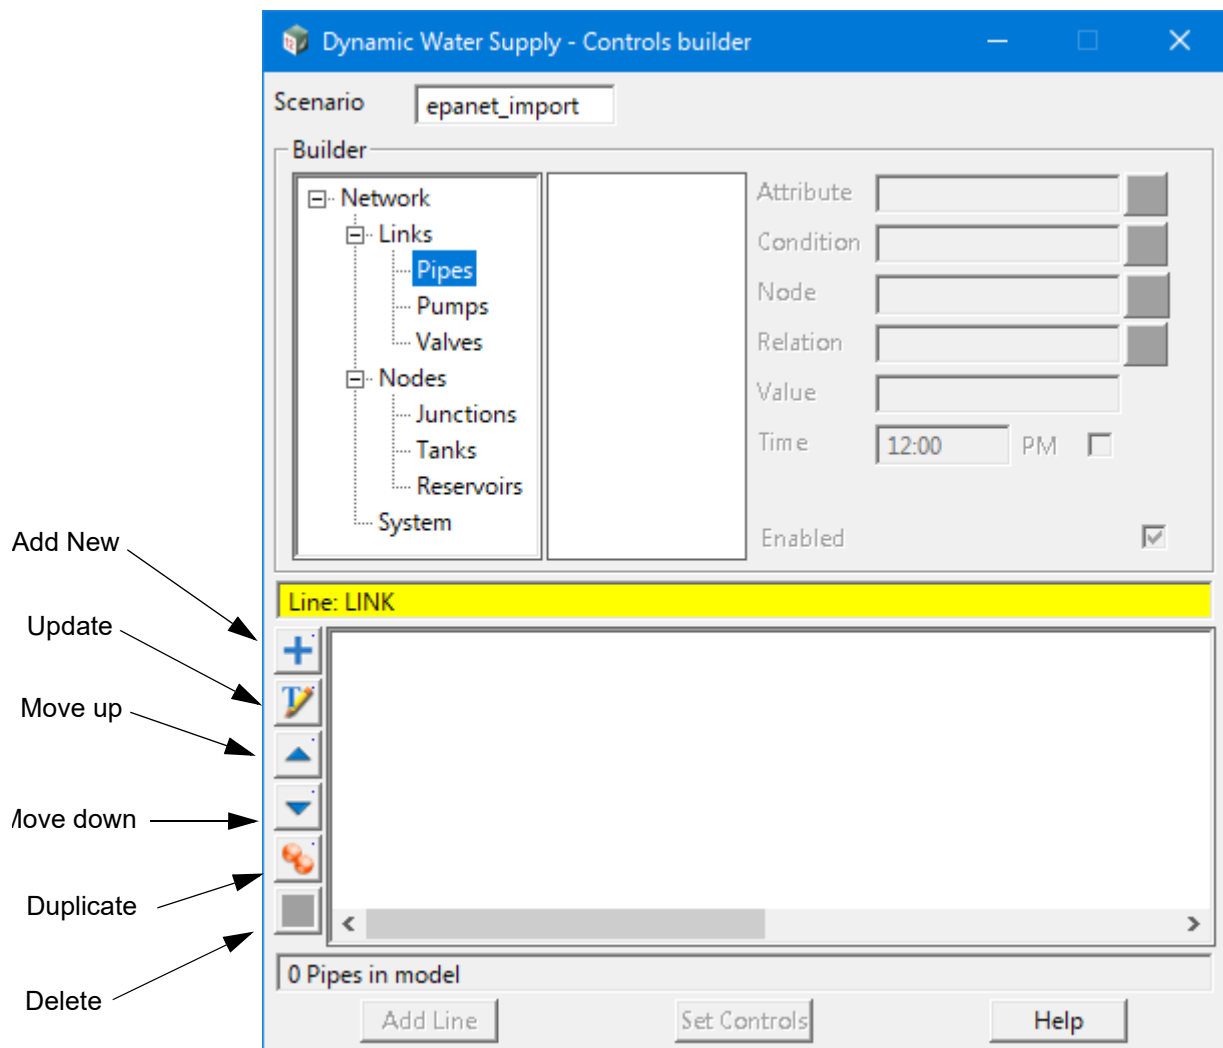 Dynamic Water Supply - Controls builder
Scenario epanet_import
Builder
Network
Links
Pipes
Pumps
Valves
Nodes
Junctions
Tanks
Reservoirs
System
Attribute
Condition
Node
Relation
Value
Time 12:00 PM
Enabled
Line: LINK
Add New
Update
Move up
Move down
Duplicate
Delete
0 Pipes in model
Add Line Set Controls Help